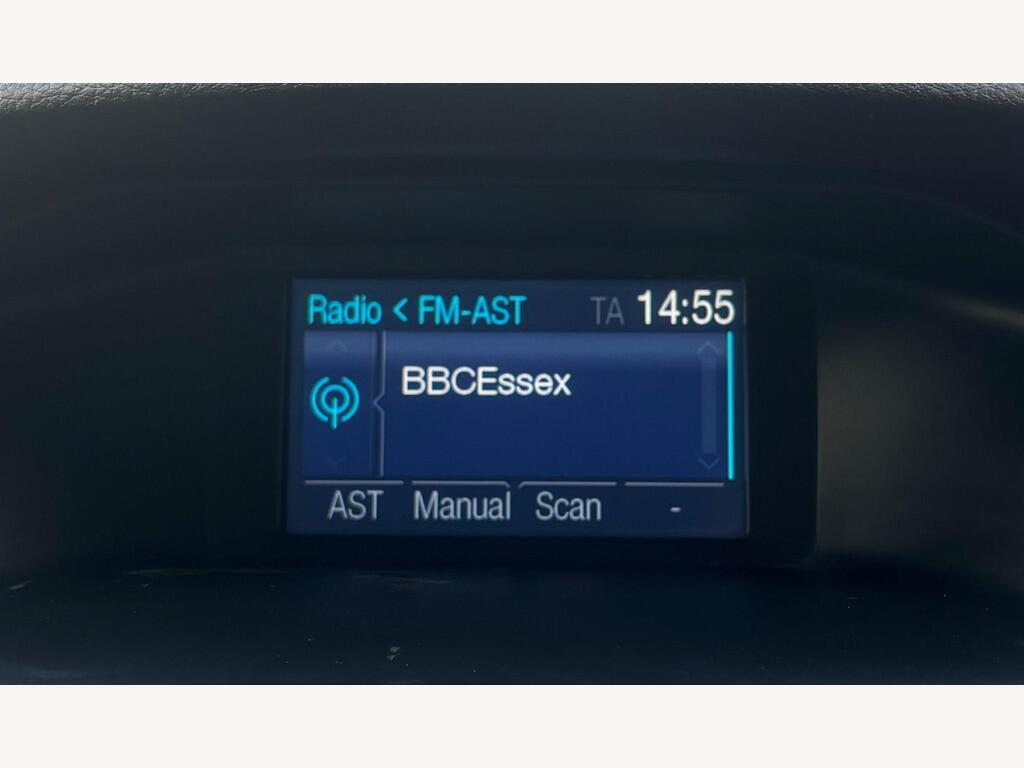 Radio < FM-AST TA 14:55
BBCEssex
AST Manual Scan -